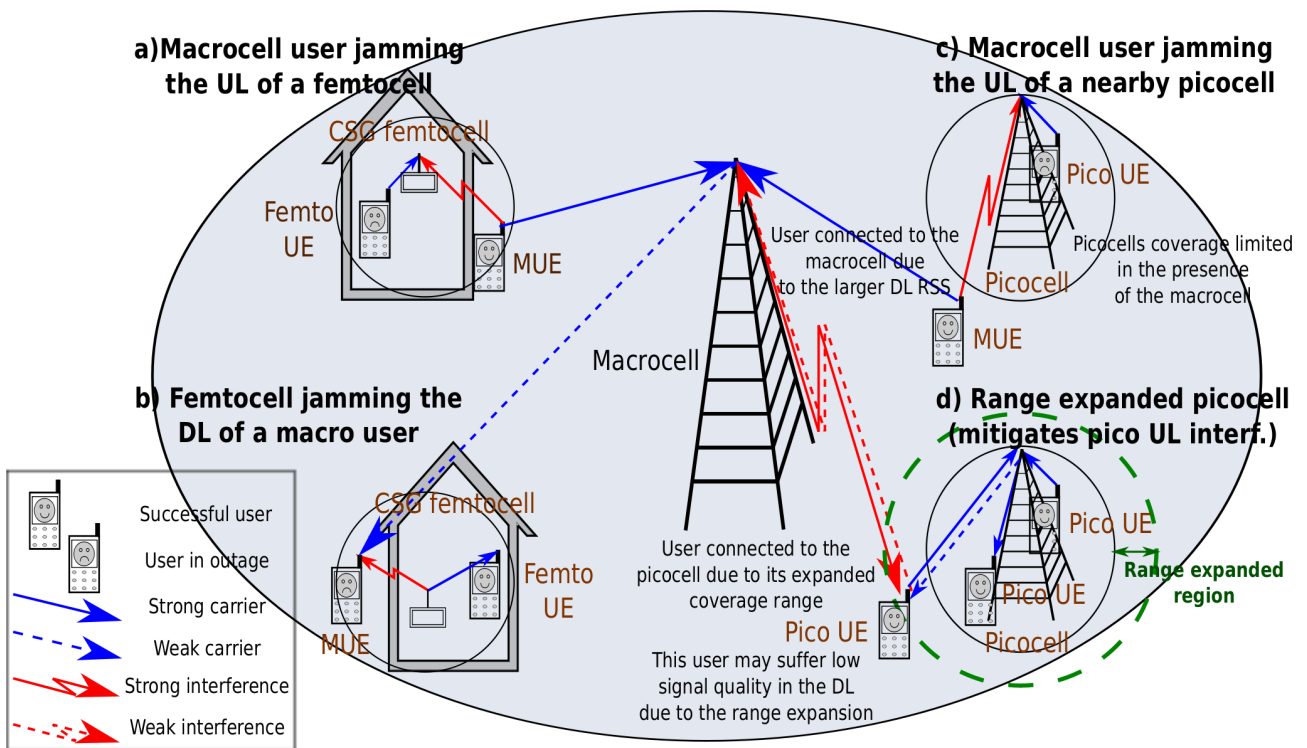 a)Macrocell user jamming
the UL of a femtocell
CSG femtocell
Femto
UE
MUE
c) Macrocell user jamming
the UL of a nearby picocell
Pico UE
Picocells coverage limited
in the presence
of the macrocell
Picocell
MUE
User connected to the
macrocell due
to the larger DL RSS
Macrocell
b) Femtocell jamming the
DL of a macro user
CSG femtocell
Femto
UE
MUE
d) Range expanded picocell
(mitigates pico UL interf.)
Pico UE
Range expanded
region
Pico UE
Picocell
User connected to the
picocell due to its expanded
coverage range
Pico UE
This user may suffer low
signal quality in the DL
due to the range expansion
Successful user
User in outage
Strong carrier
Weak carrier
Strong interference
Weak interference